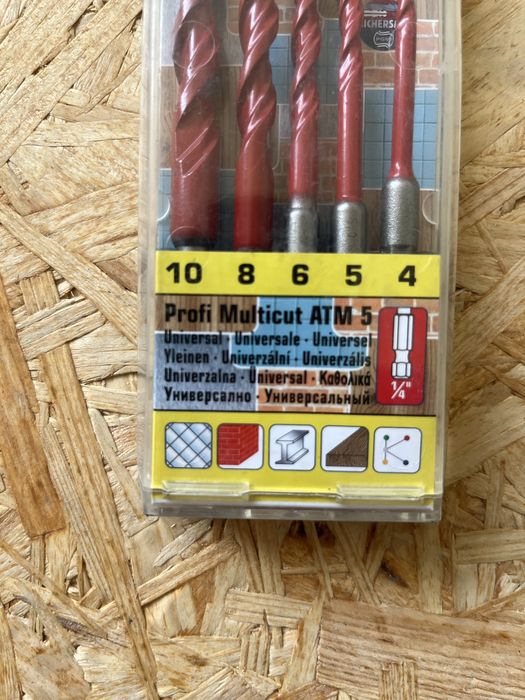 10 8 6 5 4
Profi Multicut ATM 5
Universal · Universale · Universel
Yleinen · Univerzální · Univerzális
Univerzalna · Universal · Καθολικά
Универсално · Универсальный
1/4"